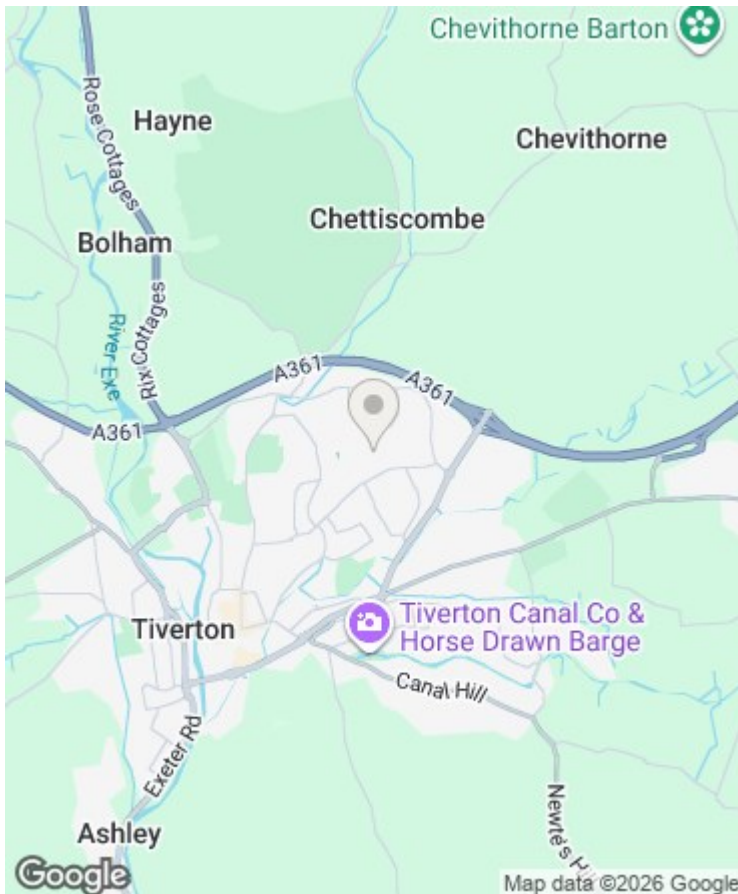 Chevithorne Barton
Rose Cottages
Hayne
Chevithorne
Chettiscombe
Bolham
River Exe
Rix Cottages
A361
A361
A361
Tiverton
Tiverton Canal Co &
Horse Drawn Barge
Canal Hill
Exeter Rd
Ashley
Newte's Hill
Google
Map data ©2026 Google